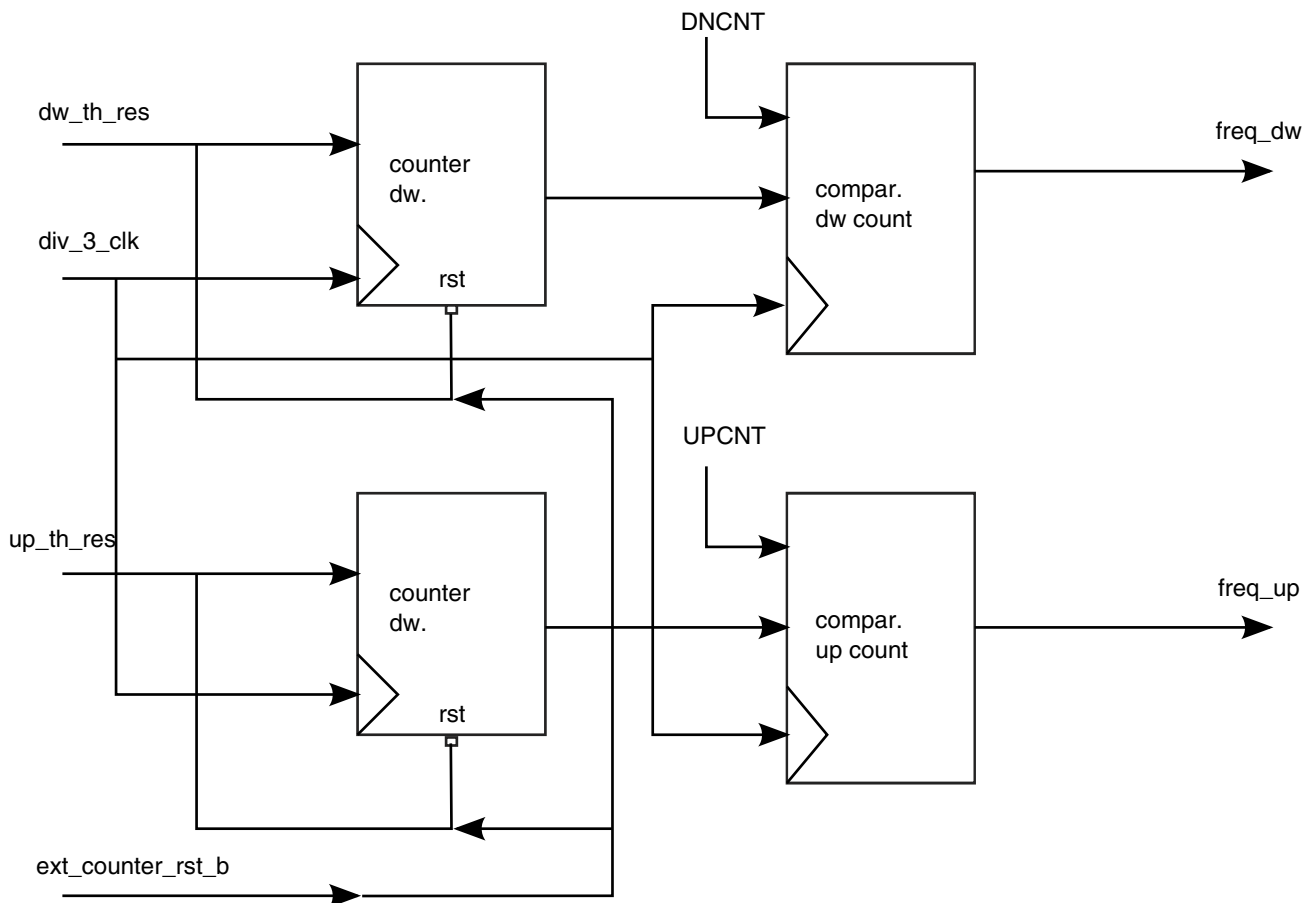 DNCNT
dw_th_res
freq_dw
counter
dw.
compar.
dw count
div_3_clk
rst
UPCNT
up_th_res
freq_up
counter
dw.
compar.
up count
rst
ext_counter_rst_b